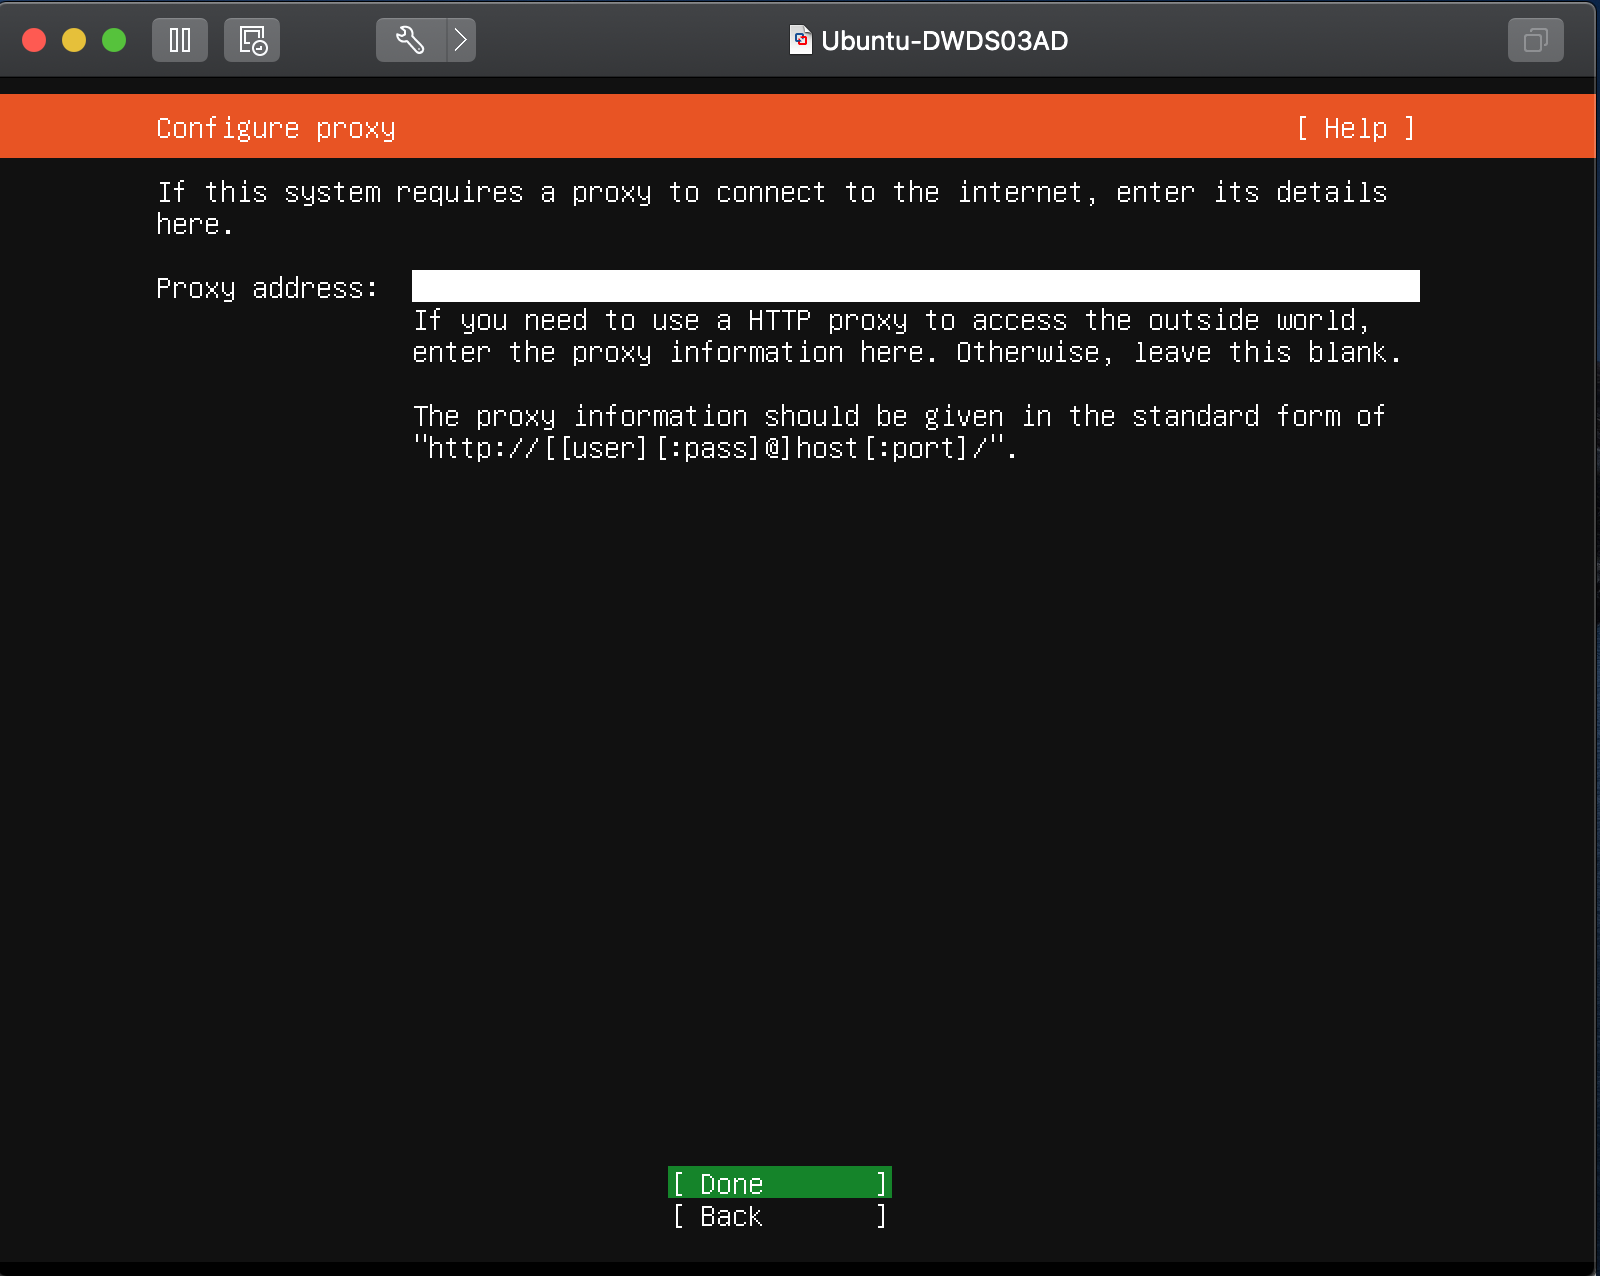 Ubuntu-DWDS03AD
Configure proxy [ Help ]
If this system requires a proxy to connect to the internet, enter its details
here.
Proxy address:
If you need to use a HTTP proxy to access the outside world,
enter the proxy information here. Otherwise, leave this blank.
The proxy information should be given in the standard form of
"http://[[user][:pass]@]host[:port]/".
[ Done ]
[ Back ]